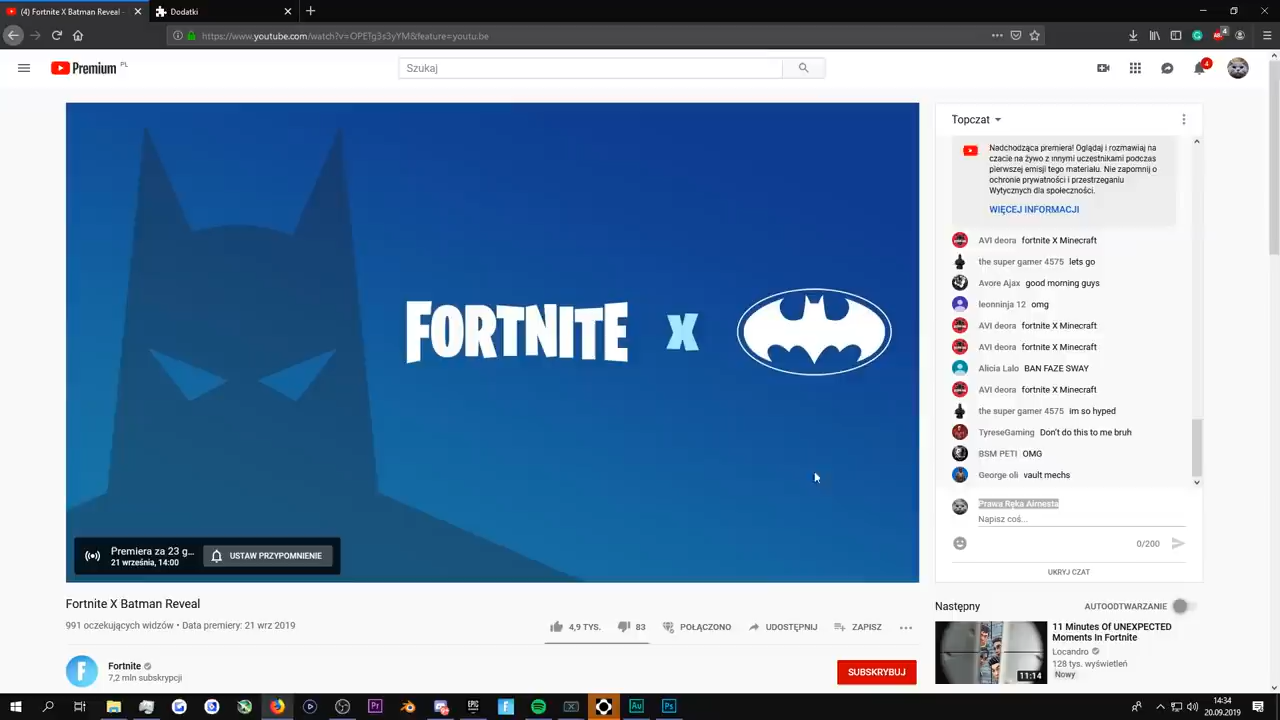 (4) Fortnite X Batman Reveal -
Dodatki
https://www.youtube.com/watch?v=OPETg3s3yYM&feature=youtu.be
Premium PL
Szukaj
4
4
FORTNITE X
Premiera za 23 g...
21 września, 14:00
USTAW PRZYPOMNIENIE
Topczat
Nadchodząca premiera! Oglądaj i rozmawiaj na
czacie na żywo z innymi uczestnikami podczas
pierwszej emisji tego materiału. Nie zapomnij o
ochronie prywatności i przestrzeganiu
Wytycznych dla społeczności.
WIĘCEJ INFORMACJI
AVI deora fortnite X Minecraft
the super gamer 4575 lets go
Avore Ajax good morning guys
leonninja 12 omg
AVI deora fortnite X Minecraft
AVI deora fortnite X Minecraft
Alicia Lalo BAN FAZE SWAY
AVI deora fortnite X Minecraft
the super gamer 4575 im so hyped
TyreseGaming Don't do this to me bruh
BSM PETI OMG
George oli vault mechs
Prawa Ręka Aimesta
Napisz coś...
0/200
UKRYJ CZAT
Fortnite X Batman Reveal
991 oczekujących widzów • Data premiery: 21 wrz 2019
4,9 TYS. 83 POŁĄCZONO UDOSTĘPNIJ ZAPISZ
Fortnite
7,2 mln subskrypcji
SUBSKRYBUJ
Następny
AUTOODTWARZANIE
11 Minutes Of UNEXPECTED
Moments In Fortnite
Locandro
128 tys. wyświetleń
Nowy
11:14
Pr
EPIC
Au
Ps
14:34
20.09.2019